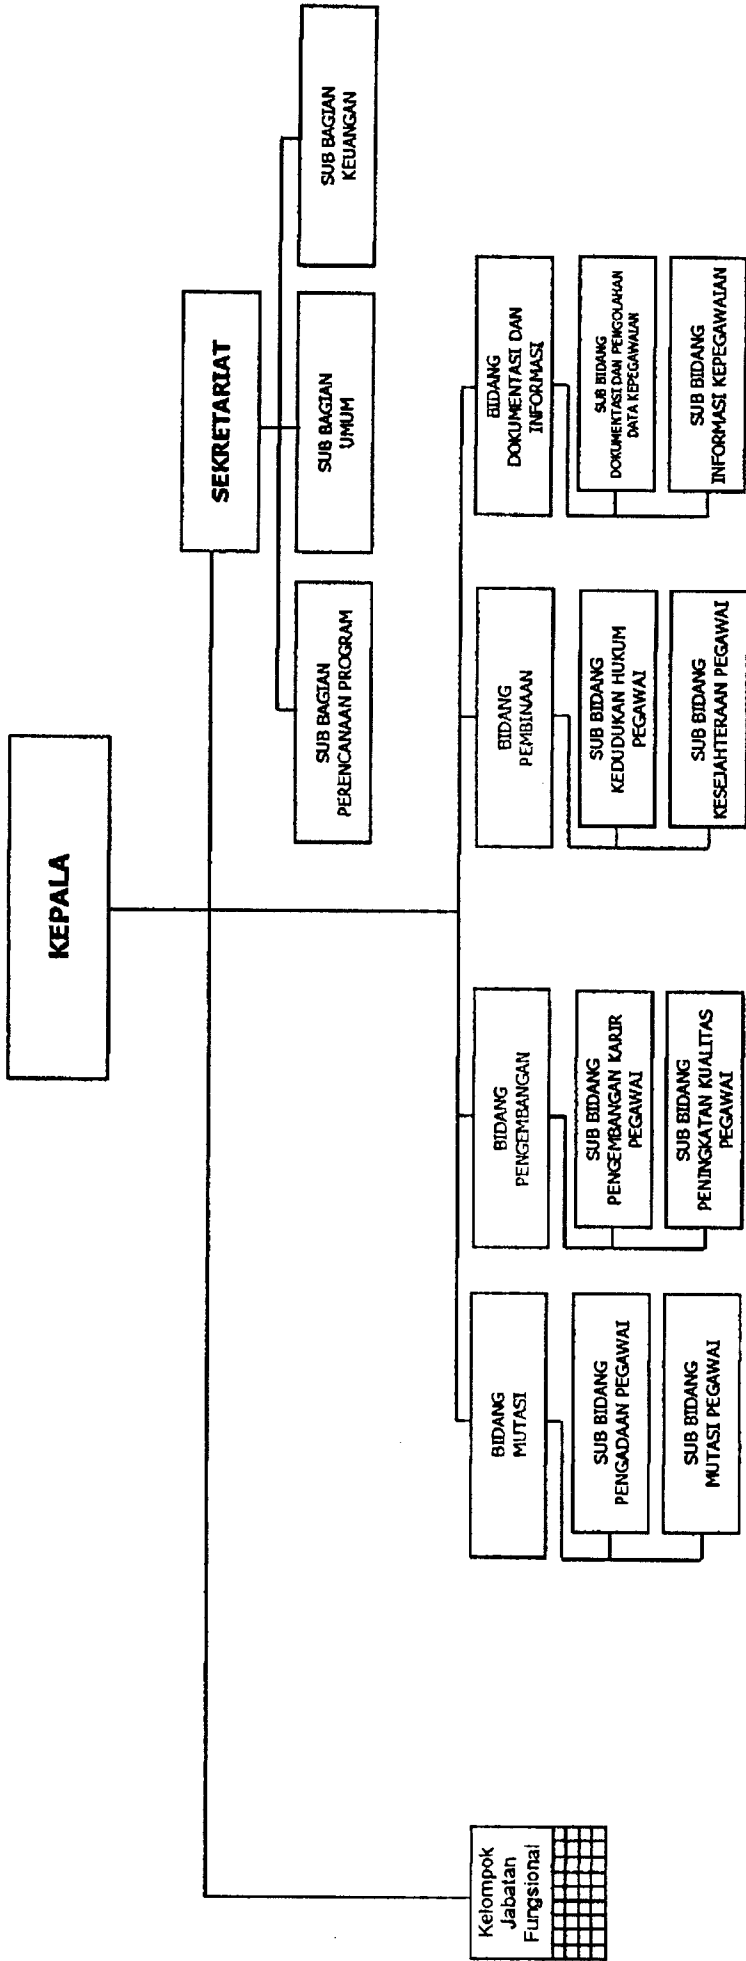 KEPALA
SEKRETARIAT
SUB BAGIAN
PERENCANAAN PROGRAM
SUB BAGIAN
UMUM
SUB BAGIAN
KEUANGAN
Kelompok
Jabatan
Fungsional
BIDANG
MUTASI
SUB BIDANG
PENGADAAN PEGAWAI
SUB BIDANG
MUTASI PEGAWAI
BIDANG
PENGEMBANGAN
SUB BIDANG
PENGEMBANGAN KARIR
PEGAWAI
SUB BIDANG
PENINGKATAN KUALITAS
PEGAWAI
BIDANG
PEMBINAAN
SUB BIDANG
KEDUDUKAN HUKUM
PEGAWAI
SUB BIDANG
KESEJAHTERAAN PEGAWAI
BIDANG
DOKUMENTASI DAN
INFORMASI
SUB BIDANG
DOKUMENTASI DAN PENGOLAHAN
DATA KEPEGAWAIAN
SUB BIDANG
INFORMASI KEPEGAWAIAN